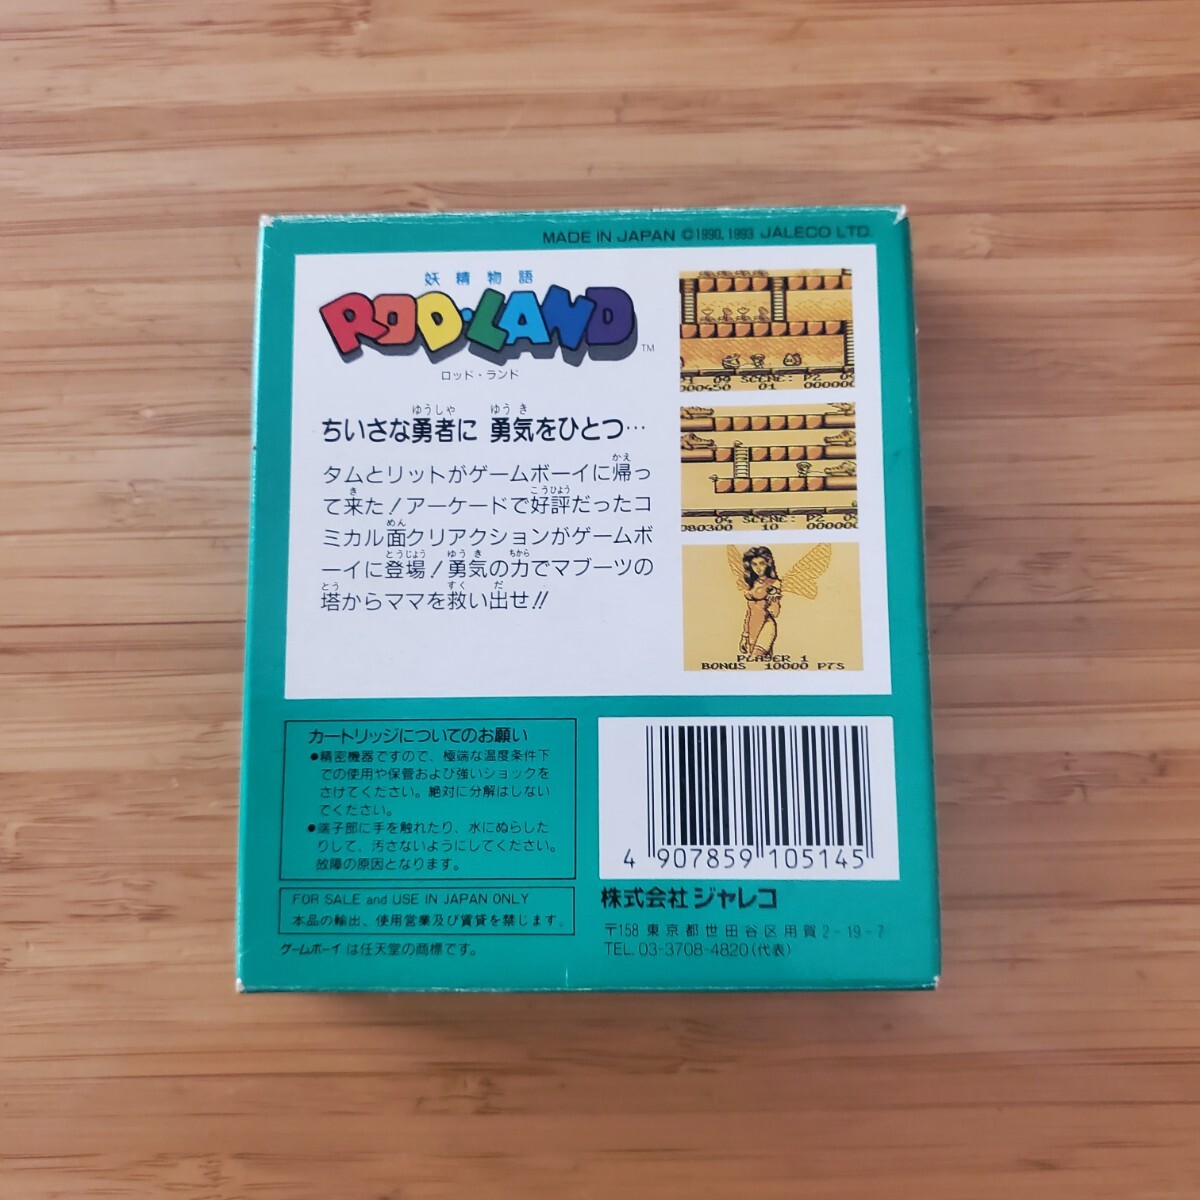 MADE IN JAPAN ©1990, 1993 JALECO LTD.
妖精物語
ROD・LAND
TM
ロッド・ランド
ちいさな勇者に 勇気をひとつ…
タムとリットがゲームボーイに帰っ
て来た!アーケードで好評だったコ
ミカル面クリアクションがゲームボ
ーイに登場!勇気の力でマブーツの
塔からママを救い出せ!!
04 SCENE: P2
000450 01 000000
04 SCENE: P2
080300 10 00000
PLAYER 1
BONUS 10000 PTS
カートリッジについてのお願い
●精密機器ですので、極端な温度条件下
での使用や保管および強いショックを
さけてください。絶対に分解はしない
でください。
●端子部に手を触れたり、水にぬらした
りして、汚さないようにしてください。
故障の原因となります。
FOR SALE and USE IN JAPAN ONLY
本品の輸出、使用営業及び賃貸を禁じます。
ゲームボーイは任天堂の商標です。
4 907859 105145
株式会社 ジャレコ
〒158 東京都世田谷区用賀2-19-7
TEL. 03-3708-4820(代表)